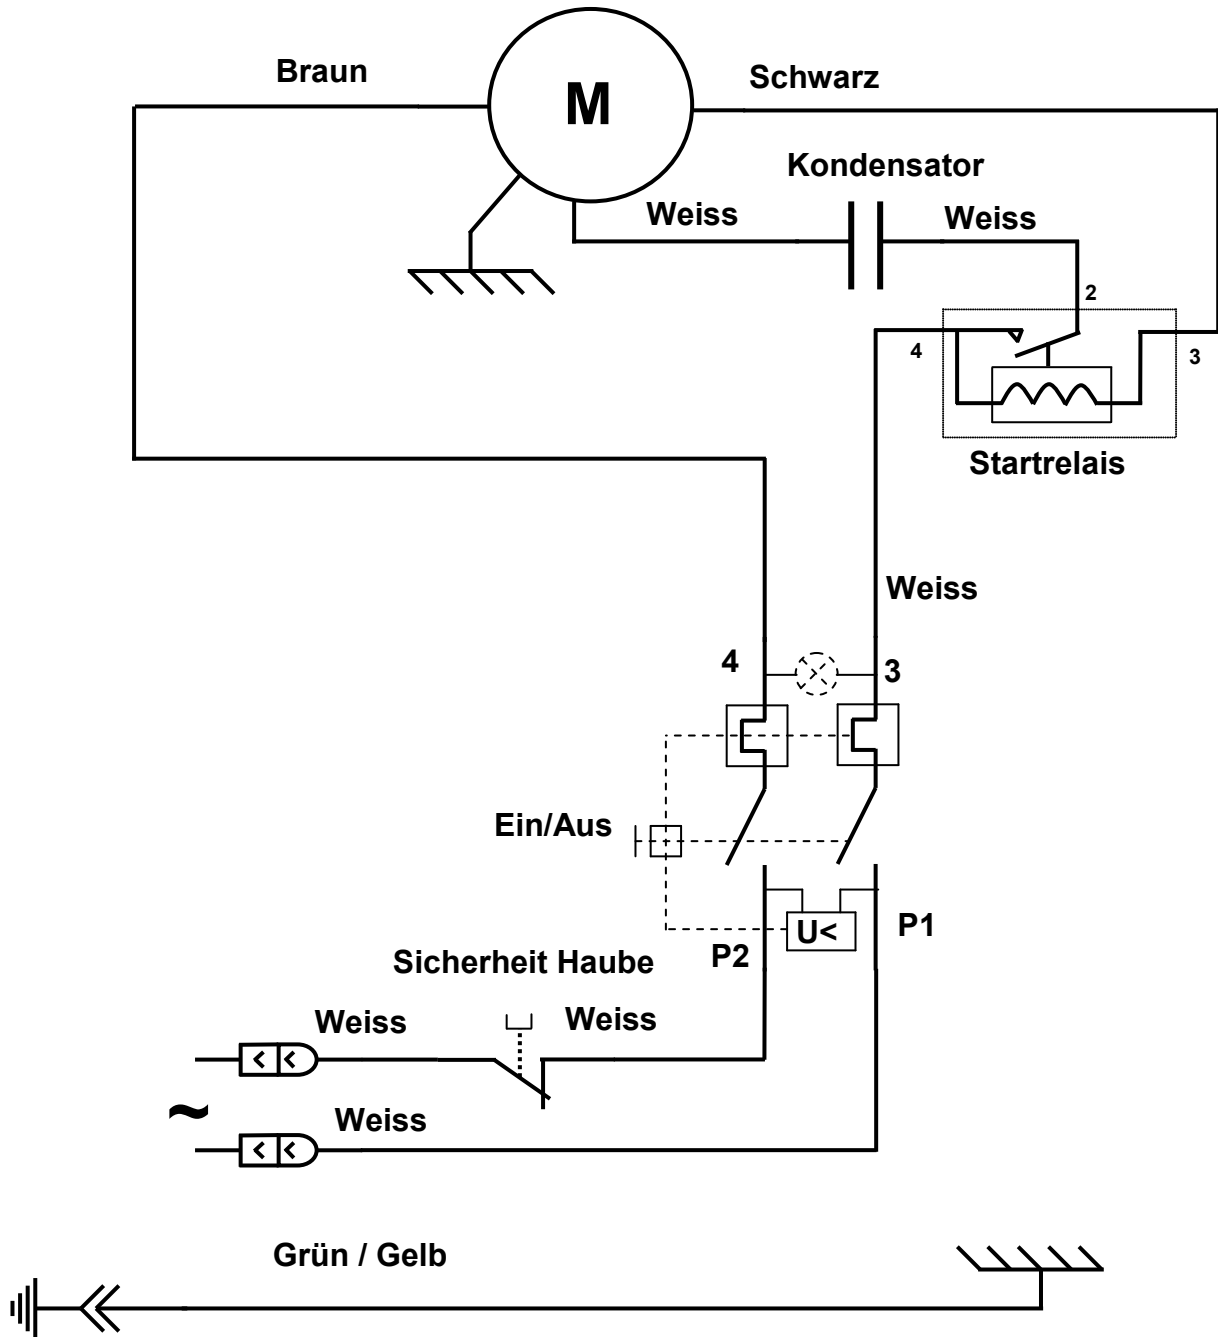 Braun
M
Schwarz
Kondensator
Weiss
Weiss
2
4
3
Startrelais
Weiss
4
3
Ein/Aus
U<
P1
P2
Sicherheit Haube
Weiss
Weiss
~
Weiss
Grün / Gelb